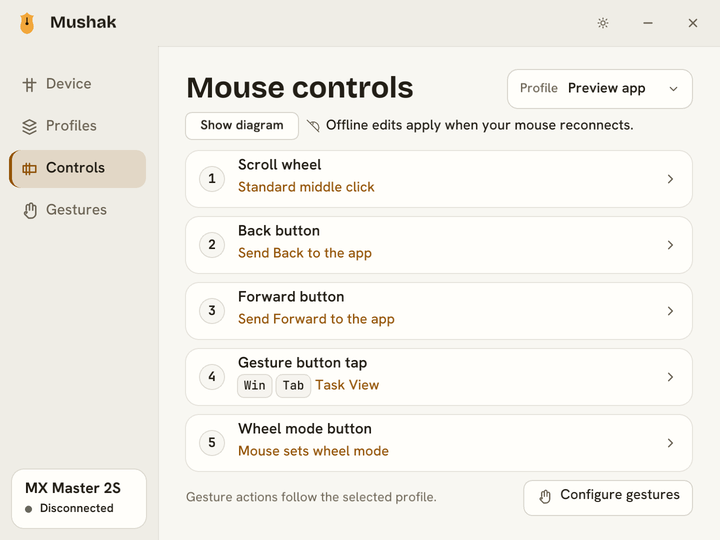 Mushak
Device
Profiles
Controls
Gestures
MX Master 2S
Disconnected
Mouse controls
Profile Preview app
Show diagram
Offline edits apply when your mouse reconnects.
1
Scroll wheel
Standard middle click
2
Back button
Send Back to the app
3
Forward button
Send Forward to the app
4
Gesture button tap
Win Tab Task View
5
Wheel mode button
Mouse sets wheel mode
Gesture actions follow the selected profile.
Configure gestures